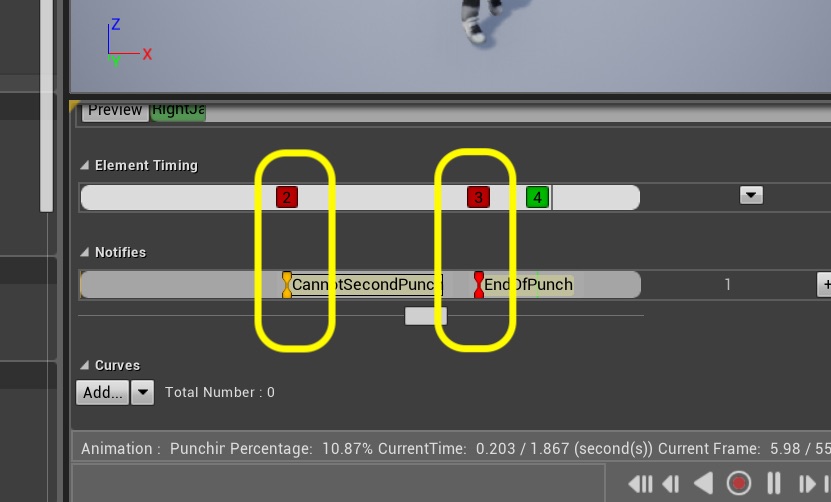 Z
X
Y
Preview RightJa
Element Timing
2 3 4
Notifies
CannotSecondPunch EndOfPunch
1
+
Curves
Add... Total Number : 0
Animation : Punchir Percentage: 10.87% CurrentTime: 0.203 / 1.867 (second(s)) Current Frame: 5.98 / 55